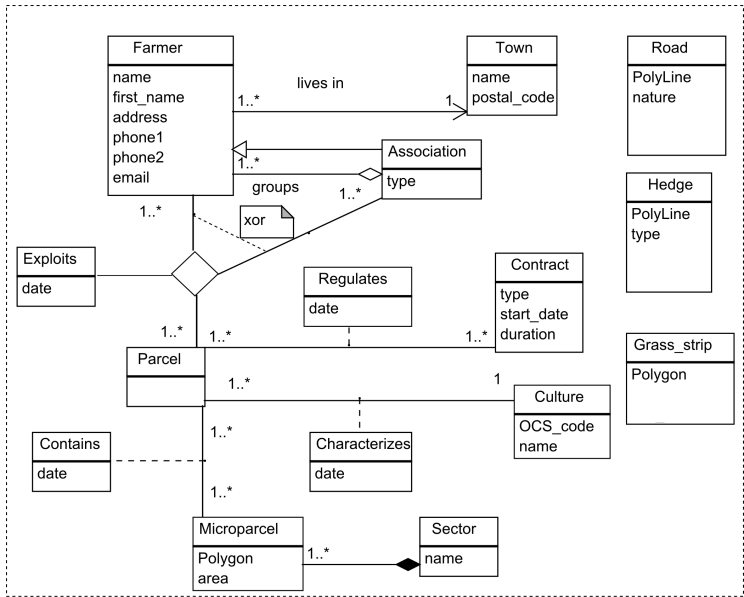 Farmer
name
first_name
address
phone1
phone2
email
lives in
1..*
1
Town
name
postal_code
Road
PolyLine
nature
1..*
groups
1..*
Association
type
Hedge
PolyLine
type
1..*
xor
Exploits
date
Regulates
date
Contract
type
start_date
duration
1..*
1..*
1..*
Parcel
Grass_strip
Polygon
1..*
1
Culture
OCS_code
name
1..*
Contains
date
Characterizes
date
1..*
Microparcel
Polygon
area
1..*
Sector
name